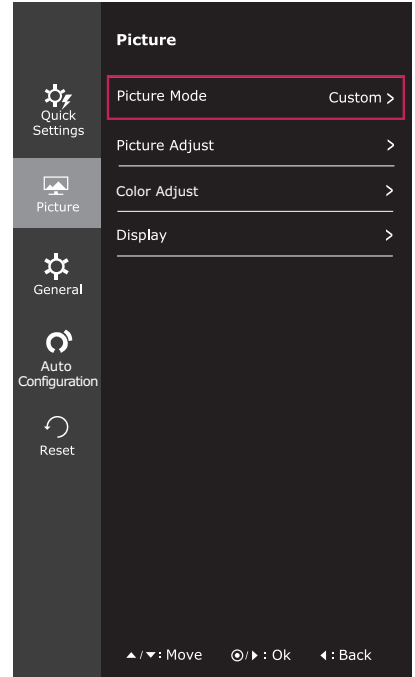 Picture
Quick
Settings
Picture
General
Auto
Configuration
Reset
Picture Mode Custom >
Picture Adjust >
Color Adjust >
Display >
▲/▼: Move ⊙/▶ : Ok ◀ : Back